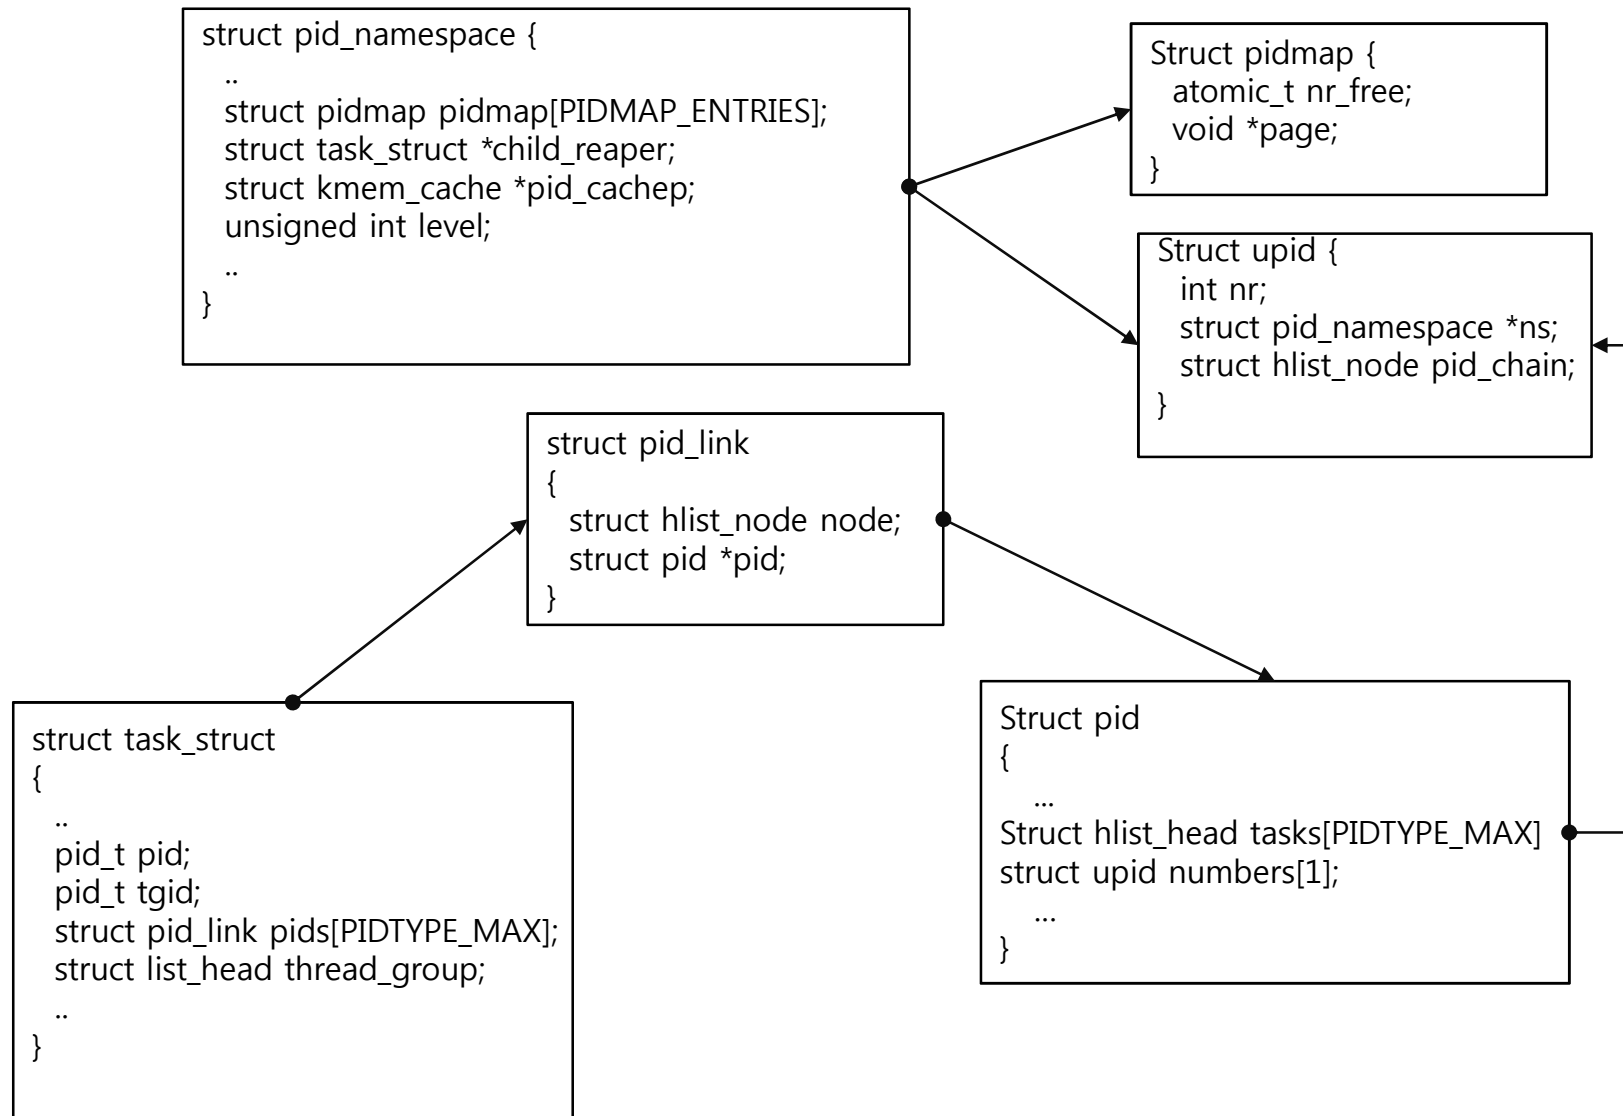 struct pid_namespace {
..
struct pidmap pidmap[PIDMAP_ENTRIES];
struct task_struct *child_reaper;
struct kmem_cache *pid_cachep;
unsigned int level;
..
}
Struct pidmap {
atomic_t nr_free;
void *page;
}
Struct upid {
int nr;
struct pid_namespace *ns;
struct hlist_node pid_chain;
}
struct pid_link
{
struct hlist_node node;
struct pid *pid;
}
struct task_struct
{
..
pid_t pid;
pid_t tgid;
struct pid_link pids[PIDTYPE_MAX];
struct list_head thread_group;
..
}
Struct pid
{
...
Struct hlist_head tasks[PIDTYPE_MAX]
struct upid numbers[1];
...
}